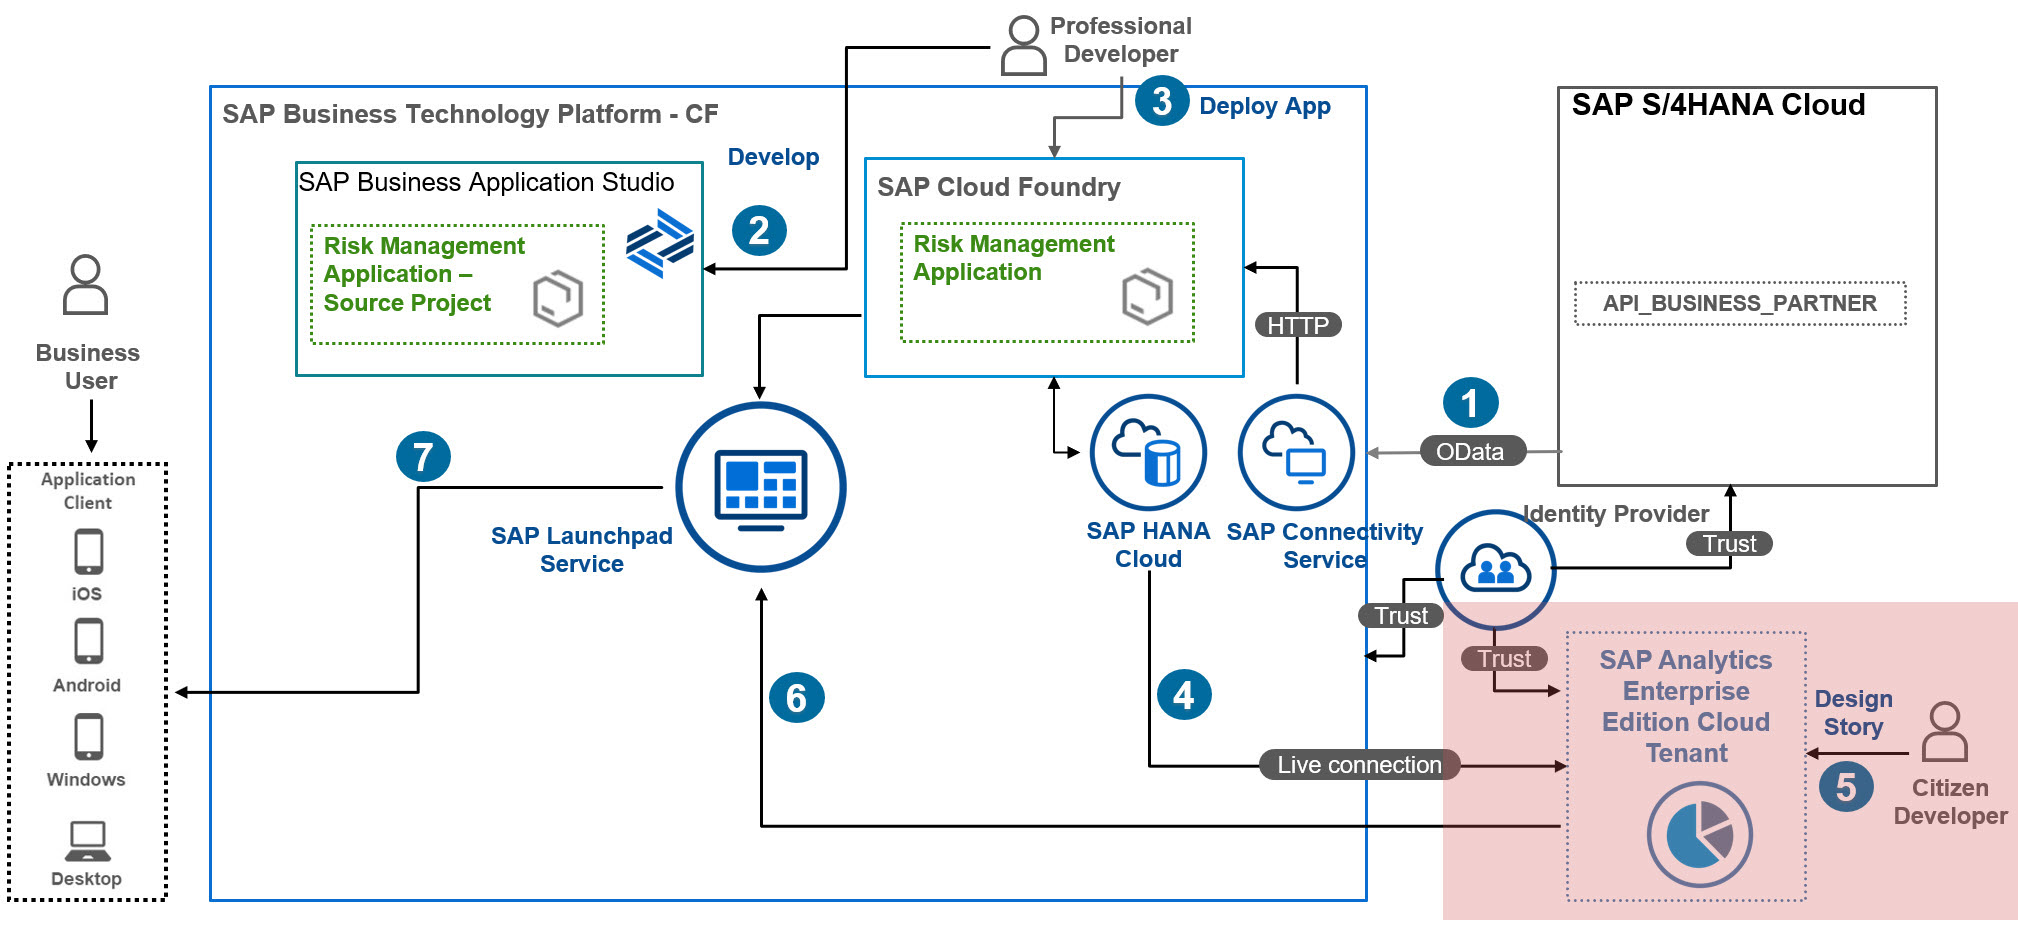 Professional
Developer
3
Deploy App
SAP Business Technology Platform - CF
SAP S/4HANA Cloud
Develop
SAP Business Application Studio
2
Risk Management
Application –
Source Project
SAP Cloud Foundry
Risk Management
Application
HTTP
API_BUSINESS_PARTNER
Business
User
1
OData
7
Application
Client
iOS
Android
Windows
Desktop
SAP Launchpad
Service
SAP HANA
Cloud
SAP Connectivity
Service
Identity Provider
Trust
Trust
Trust
6
4
Live connection
SAP Analytics
Enterprise
Edition Cloud
Tenant
Design
Story
5
Citizen
Developer